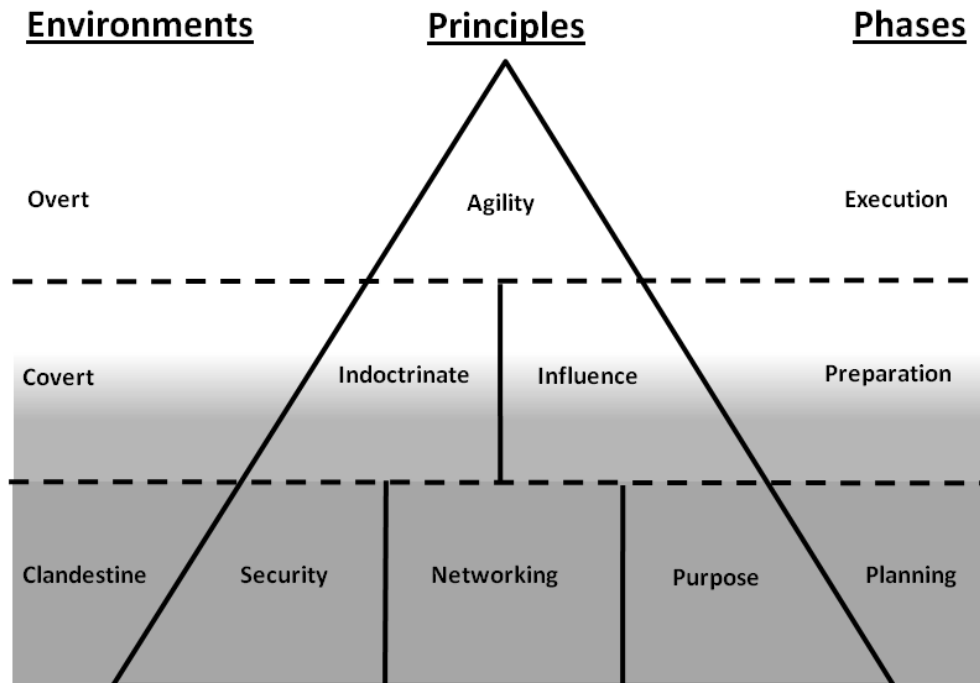 Environments Principles Phases
Overt Agility Execution
Covert Indoctrinate Influence Preparation
Clandestine Security Networking Purpose Planning